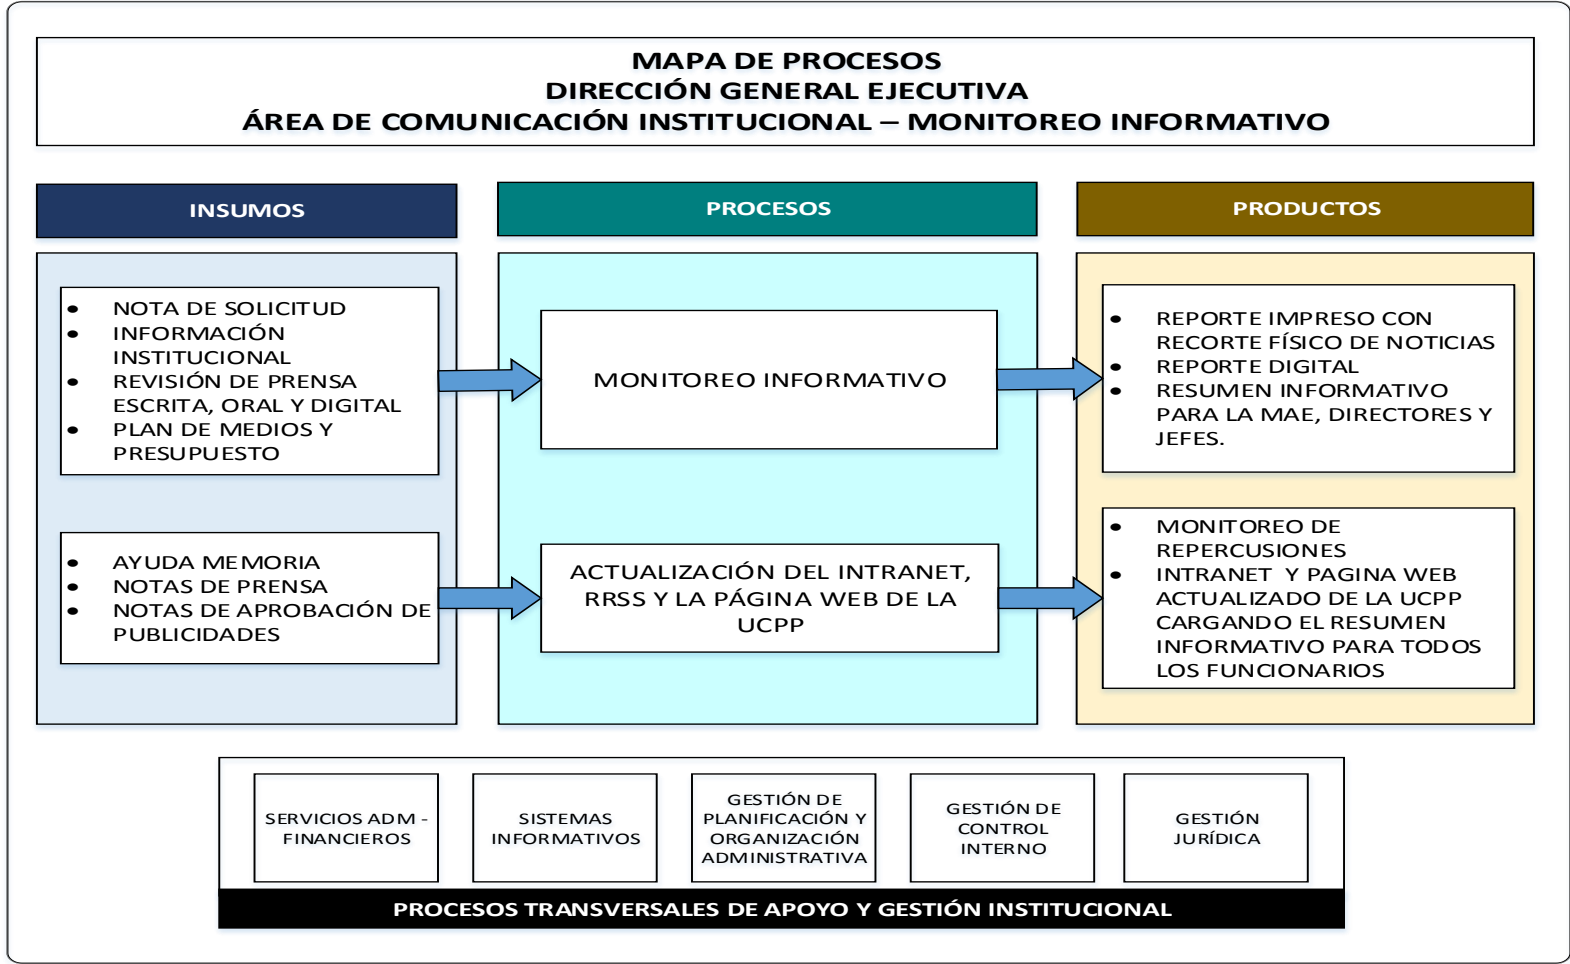 MAPA DE PROCESOS
DIRECCIÓN GENERAL EJECUTIVA
ÁREA DE COMUNICACIÓN INSTITUCIONAL – MONITOREO INFORMATIVO
INSUMOS
PROCESOS
PRODUCTOS
• NOTA DE SOLICITUD
• INFORMACIÓN
INSTITUCIONAL
• REVISIÓN DE PRENSA
ESCRITA, ORAL Y DIGITAL
• PLAN DE MEDIOS Y
PRESUPUESTO
MONITOREO INFORMATIVO
• REPORTE IMPRESO CON
RECORTE FÍSICO DE NOTICIAS
• REPORTE DIGITAL
• RESUMEN INFORMATIVO
PARA LA MAE, DIRECTORES Y
JEFES.
• AYUDA MEMORIA
• NOTAS DE PRENSA
• NOTAS DE APROBACIÓN DE
PUBLICIDADES
ACTUALIZACIÓN DEL INTRANET,
RRSS Y LA PÁGINA WEB DE LA
UCPP
• MONITOREO DE
REPERCUSIONES
• INTRANET Y PAGINA WEB
ACTUALIZADO DE LA UCPP
CARGANDO EL RESUMEN
INFORMATIVO PARA TODOS
LOS FUNCIONARIOS
SERVICIOS ADM -
FINANCIEROS
SISTEMAS
INFORMATIVOS
GESTIÓN DE
PLANIFICACIÓN Y
ORGANIZACIÓN
ADMINISTRATIVA
GESTIÓN DE
CONTROL
INTERNO
GESTIÓN
JURÍDICA
PROCESOS TRANSVERSALES DE APOYO Y GESTIÓN INSTITUCIONAL